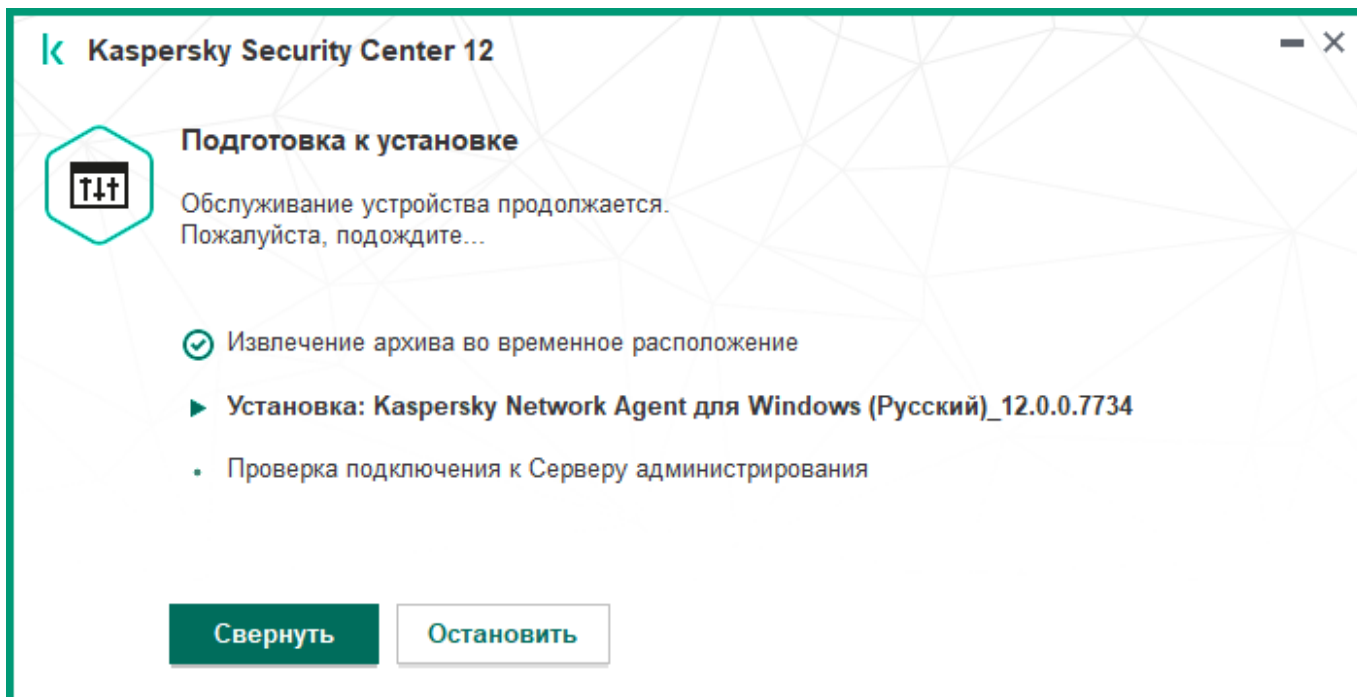 Kaspersky Security Center 12
Подготовка к установке
Обслуживание устройства продолжается.
Пожалуйста, подождите...
Извлечение архива во временное расположение
Установка: Kaspersky Network Agent для Windows (Русский)_12.0.0.7734
Проверка подключения к Серверу администрирования
Свернуть
Остановить